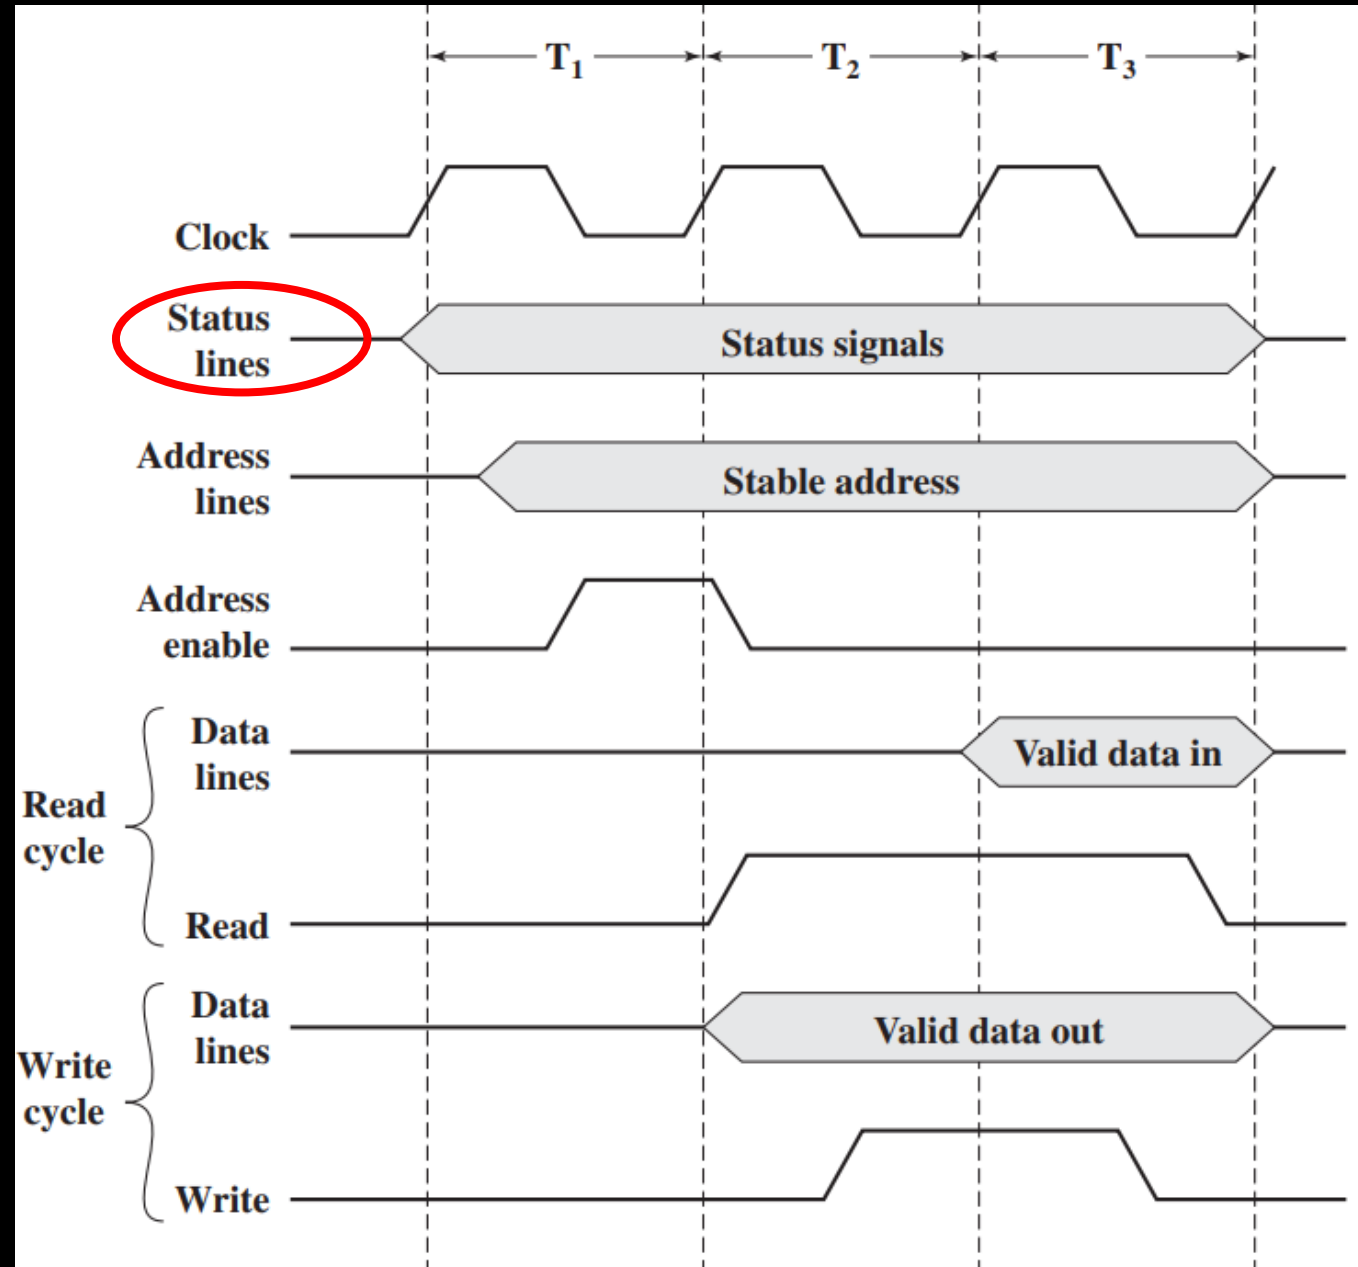 T1 T2 T3
Clock
Status
lines
Status signals
Address
lines
Stable address
Address
enable
Read
cycle
Data
lines
Valid data in
Read
Write
cycle
Data
lines
Valid data out
Write